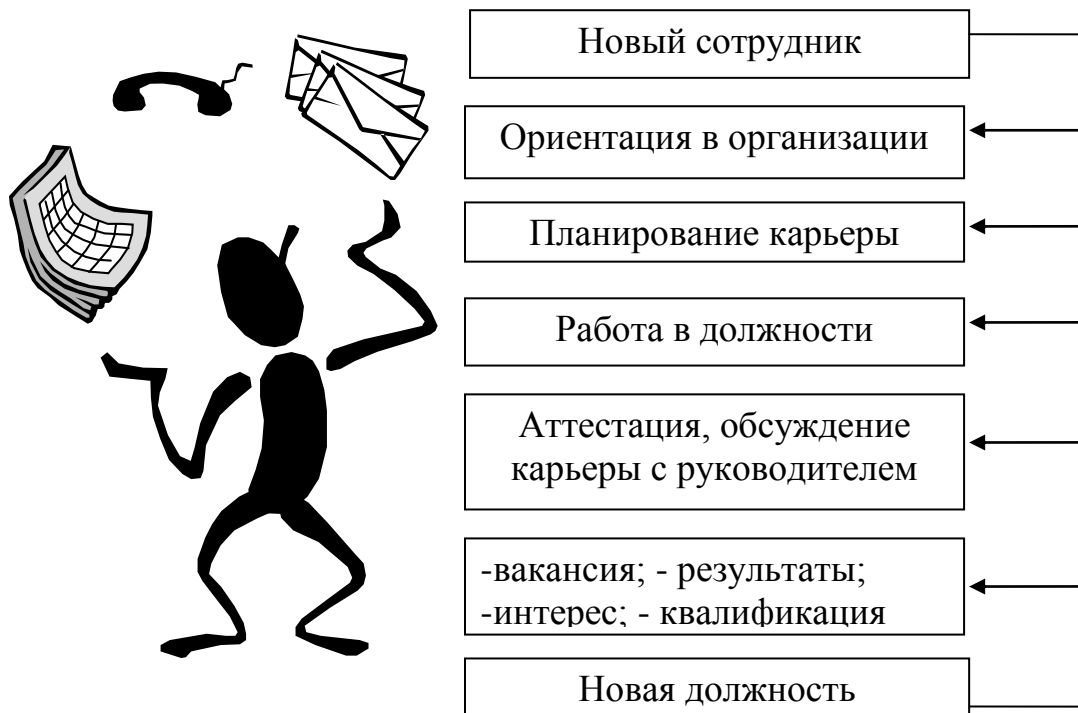 Новый сотрудник
Ориентация в организации
Планирование карьеры
Работа в должности
Аттестация, обсуждение
карьеры с руководителем
-вакансия; - результаты;
-интерес; - квалификация
Новая должность